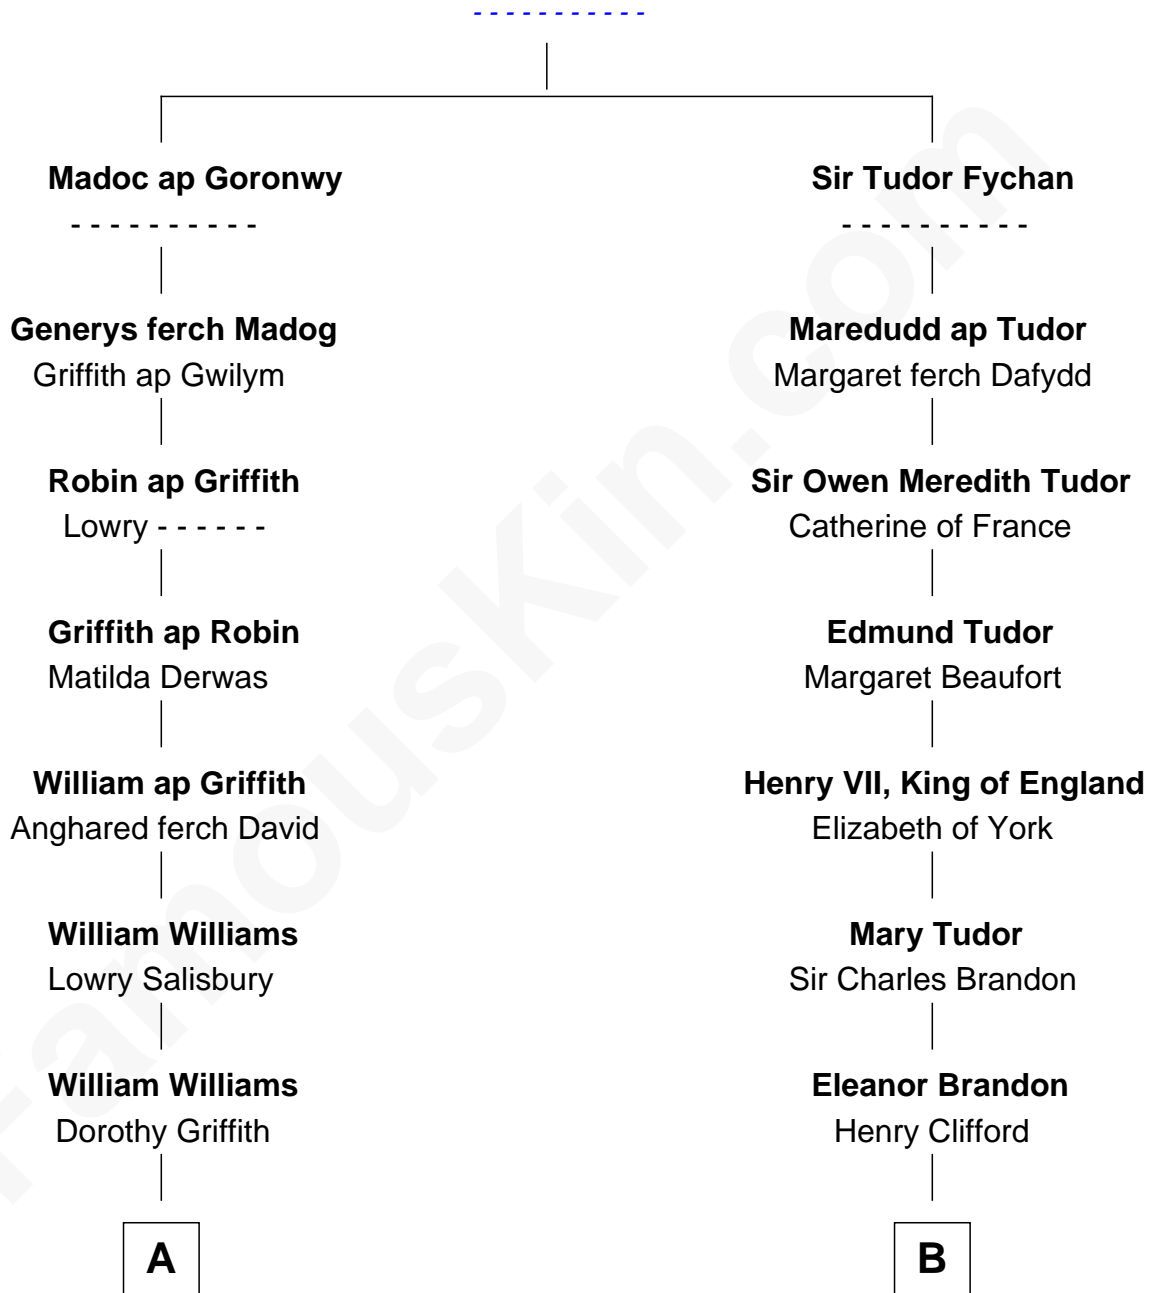 - - - - - - - - - - -
Madoc ap Goronwy
- - - - - - - - - -
Generys ferch Madog
Griffith ap Gwilym
Robin ap Griffith
Lowry - - - - - -
Griffith ap Robin
Matilda Derwas
William ap Griffith
Anghared ferch David
William Williams
Lowry Salisbury
William Williams
Dorothy Griffith
A
Sir Tudor Fychan
- - - - - - - - - -
Maredudd ap Tudor
Margaret ferch Dafydd
Sir Owen Meredith Tudor
Catherine of France
Edmund Tudor
Margaret Beaufort
Henry VII, King of England
Elizabeth of York
Mary Tudor
Sir Charles Brandon
Eleanor Brandon
Henry Clifford
B
FamousKin.com